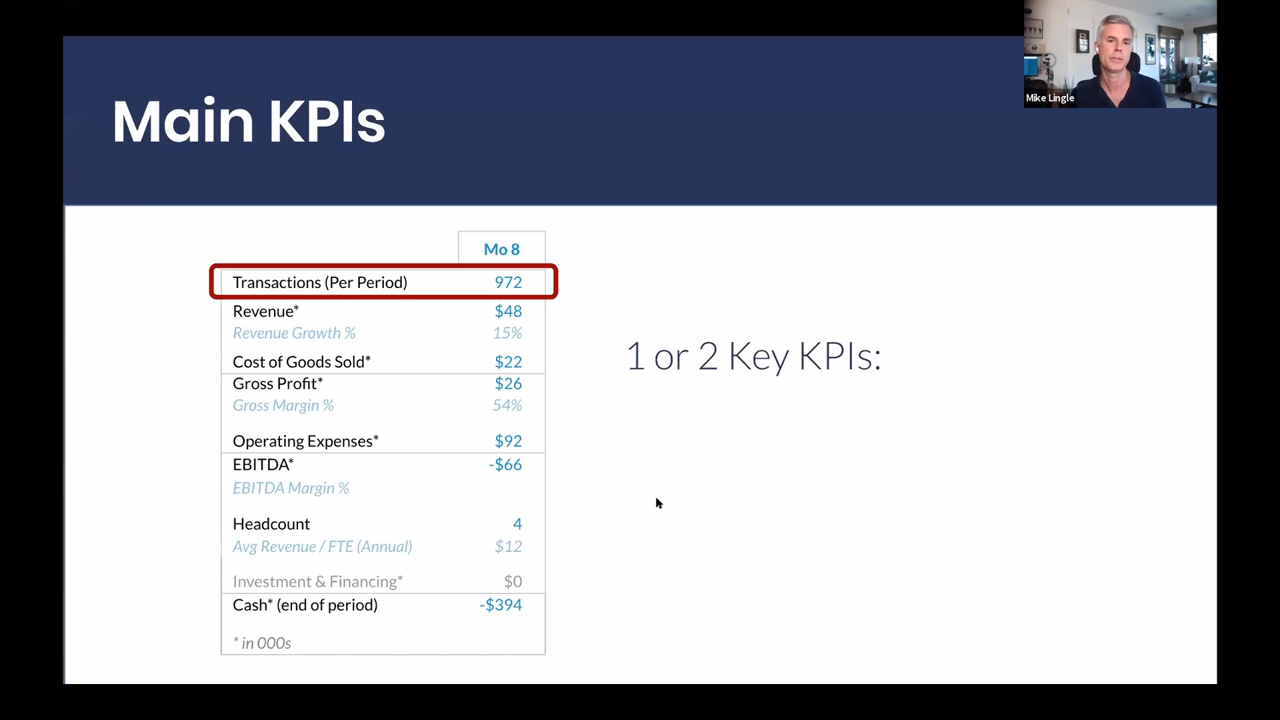 Mike Lingle
Main KPIs
Mo 8
Transactions (Per Period) 972
Revenue* $48
Revenue Growth % 15%
Cost of Goods Sold* $22
Gross Profit* $26
Gross Margin % 54%
Operating Expenses* $92
EBITDA* -$66
EBITDA Margin %
Headcount 4
Avg Revenue / FTE (Annual) $12
Investment & Financing* $0
Cash* (end of period) -$394
* in 000s
1 or 2 Key KPIs: